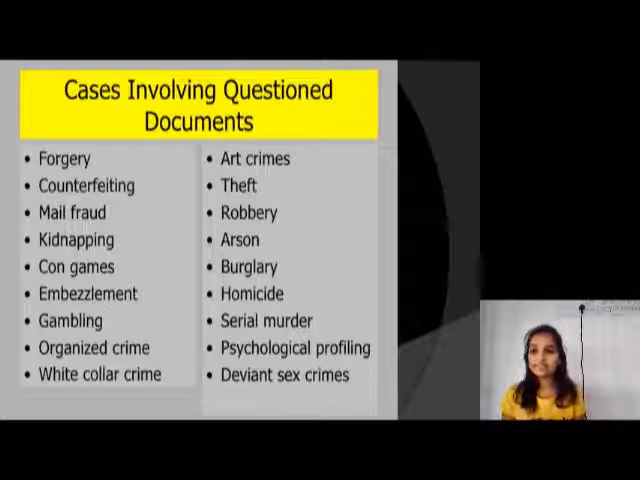 Cases Involving Questioned
Documents
• Forgery
• Counterfeiting
• Mail fraud
• Kidnapping
• Con games
• Embezzlement
• Gambling
• Organized crime
• White collar crime
• Art crimes
• Theft
• Robbery
• Arson
• Burglary
• Homicide
• Serial murder
• Psychological profiling
• Deviant sex crimes